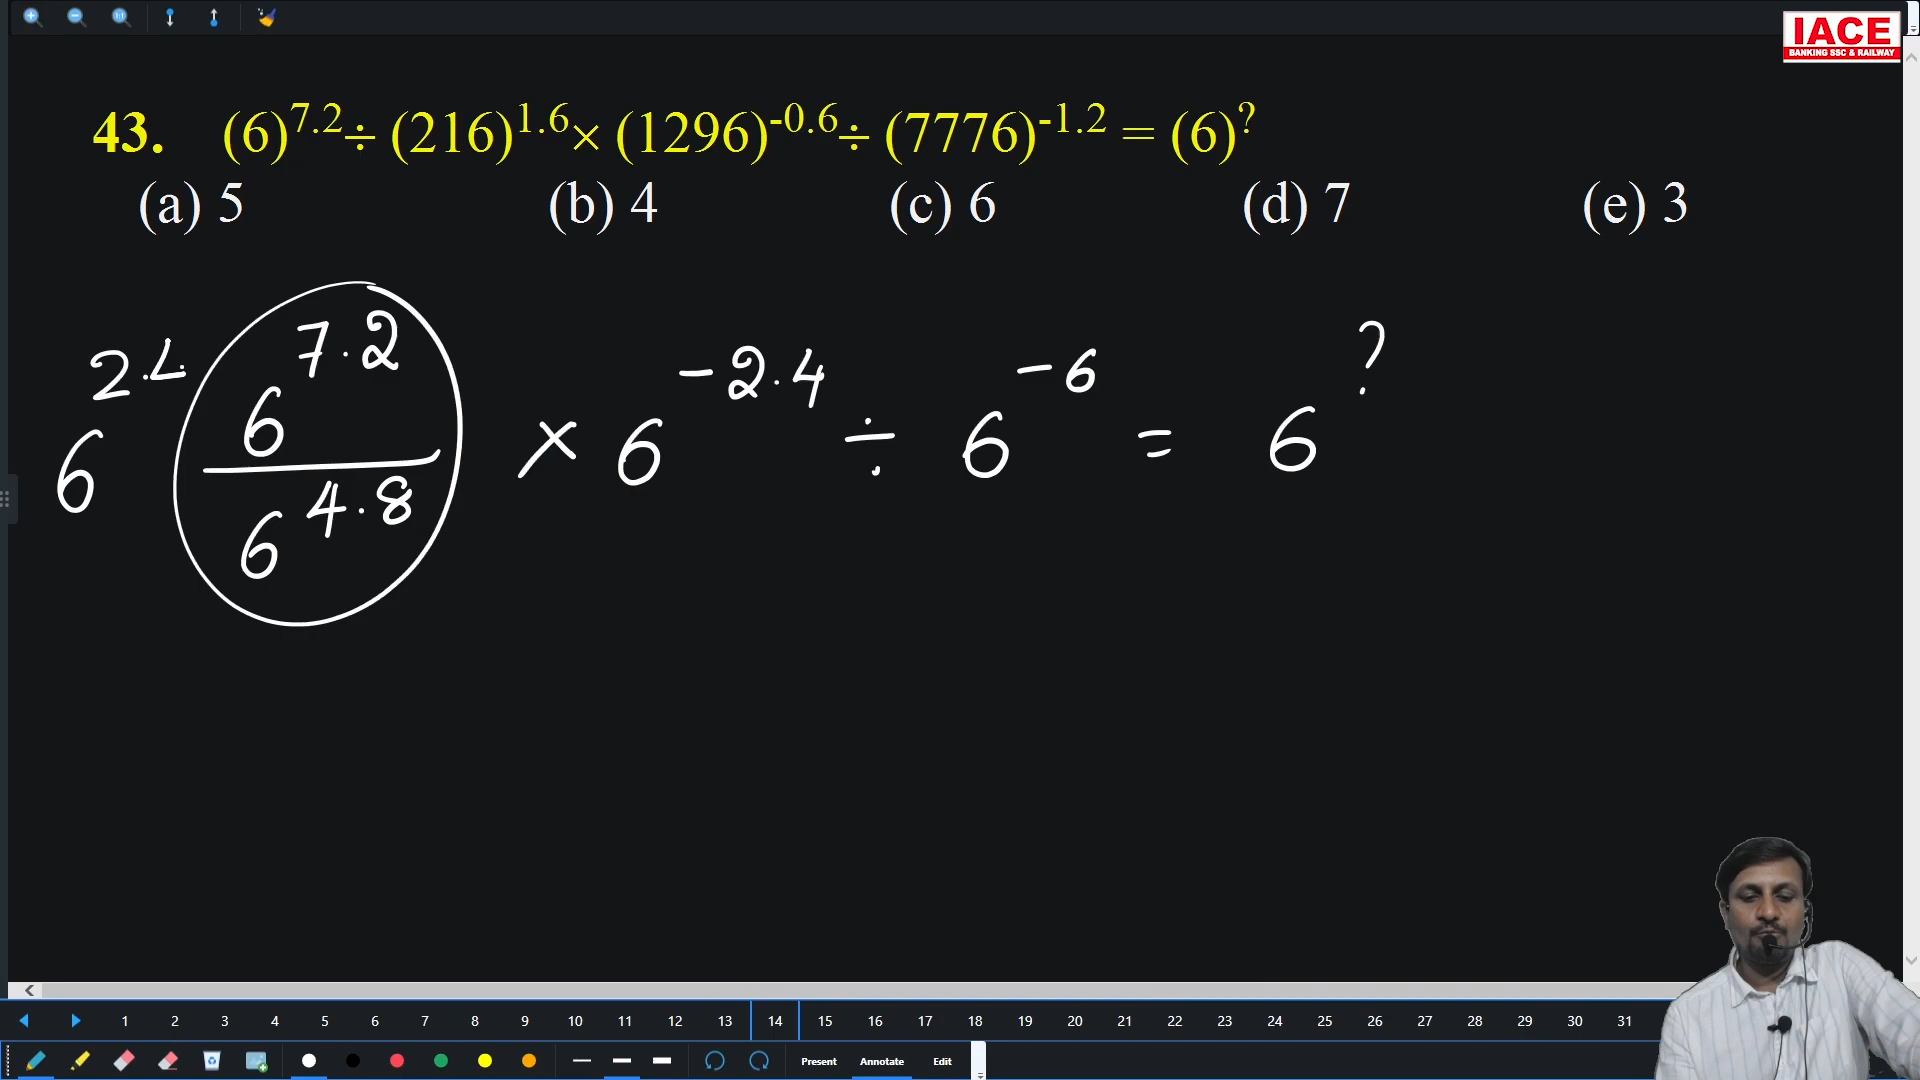 IACE
BANKING SSC & RAILWAY
43. (6)^7.2 ÷ (216)^1.6 × (1296)^-0.6 ÷ (7776)^-1.2 = (6)^?
(a) 5 (b) 4 (c) 6 (d) 7 (e) 3
6^2.4 6^7.2 / 6^4.8 × 6^-2.4 ÷ 6^-6 = 6^?
1 2 3 4 5 6 7 8 9 10 11 12 13 14 15 16 17 18 19 20 21 22 23 24 25 26 27 28 29 30 31
Present Annotate Edit